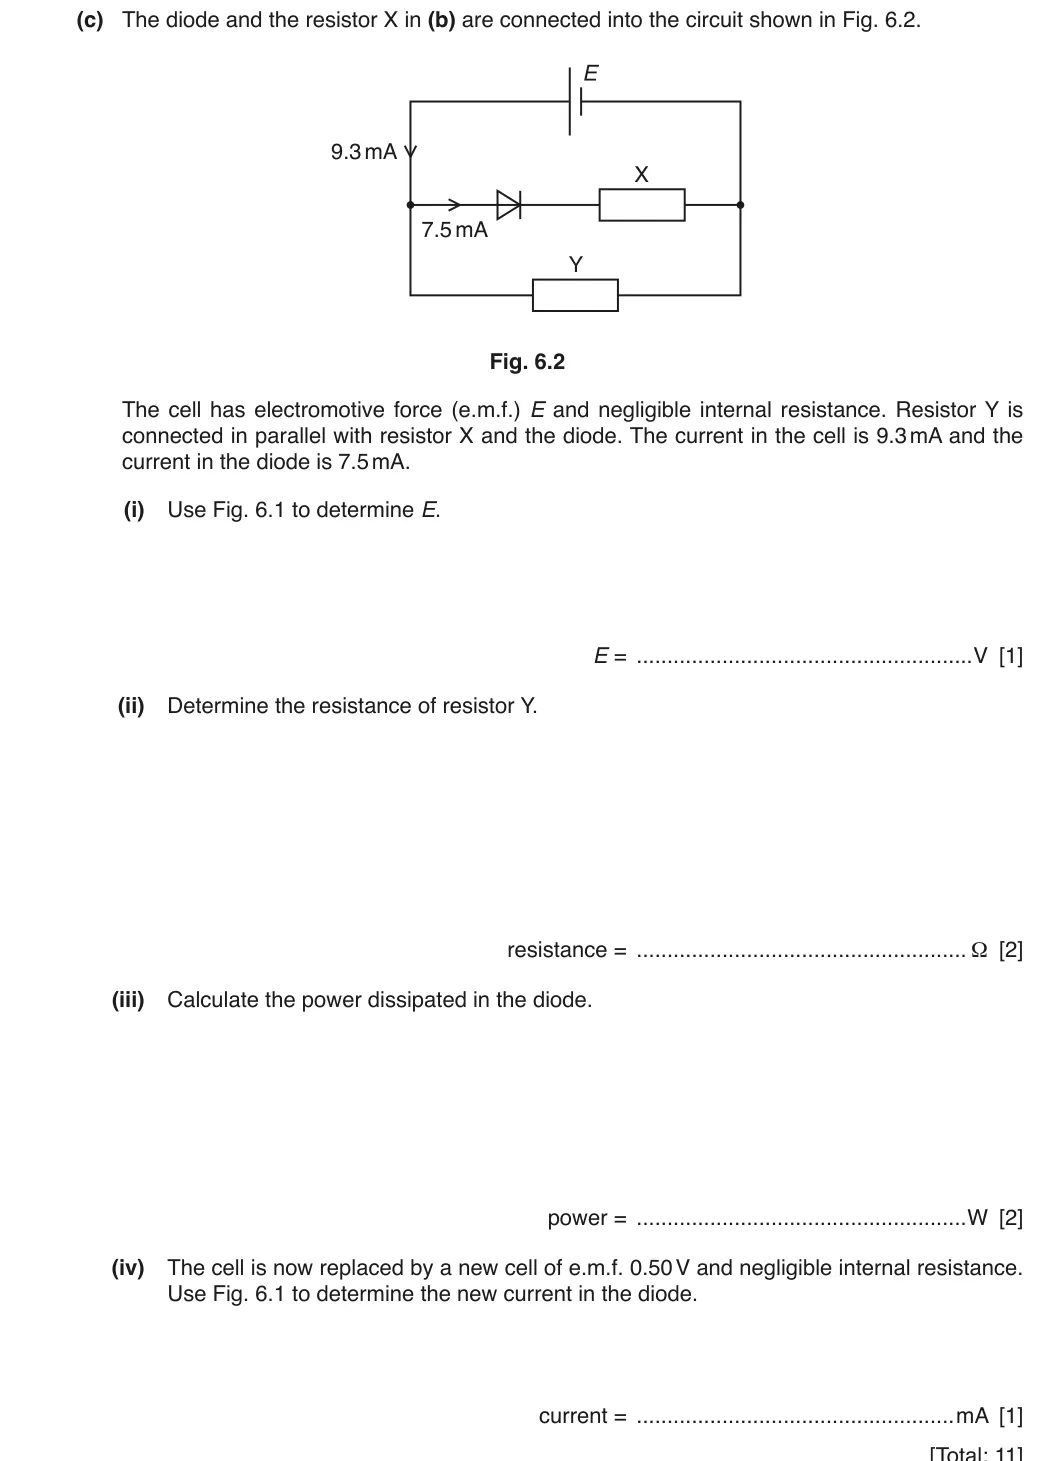 (c) The diode and the resistor X in (b) are connected into the circuit shown in Fig. 6.2.
E
9.3 mA
X
7.5 mA
Y
Fig. 6.2
The cell has electromotive force (e.m.f.) E and negligible internal resistance. Resistor Y is
connected in parallel with resistor X and the diode. The current in the cell is 9.3 mA and the
current in the diode is 7.5 mA.
(i) Use Fig. 6.1 to determine E.
E = ....................................................... V [1]
(ii) Determine the resistance of resistor Y.
resistance = ...................................................... Ω [2]
(iii) Calculate the power dissipated in the diode.
power = ...................................................... W [2]
(iv) The cell is now replaced by a new cell of e.m.f. 0.50 V and negligible internal resistance.
Use Fig. 6.1 to determine the new current in the diode.
current = .................................................... mA [1]
[Total: 11]